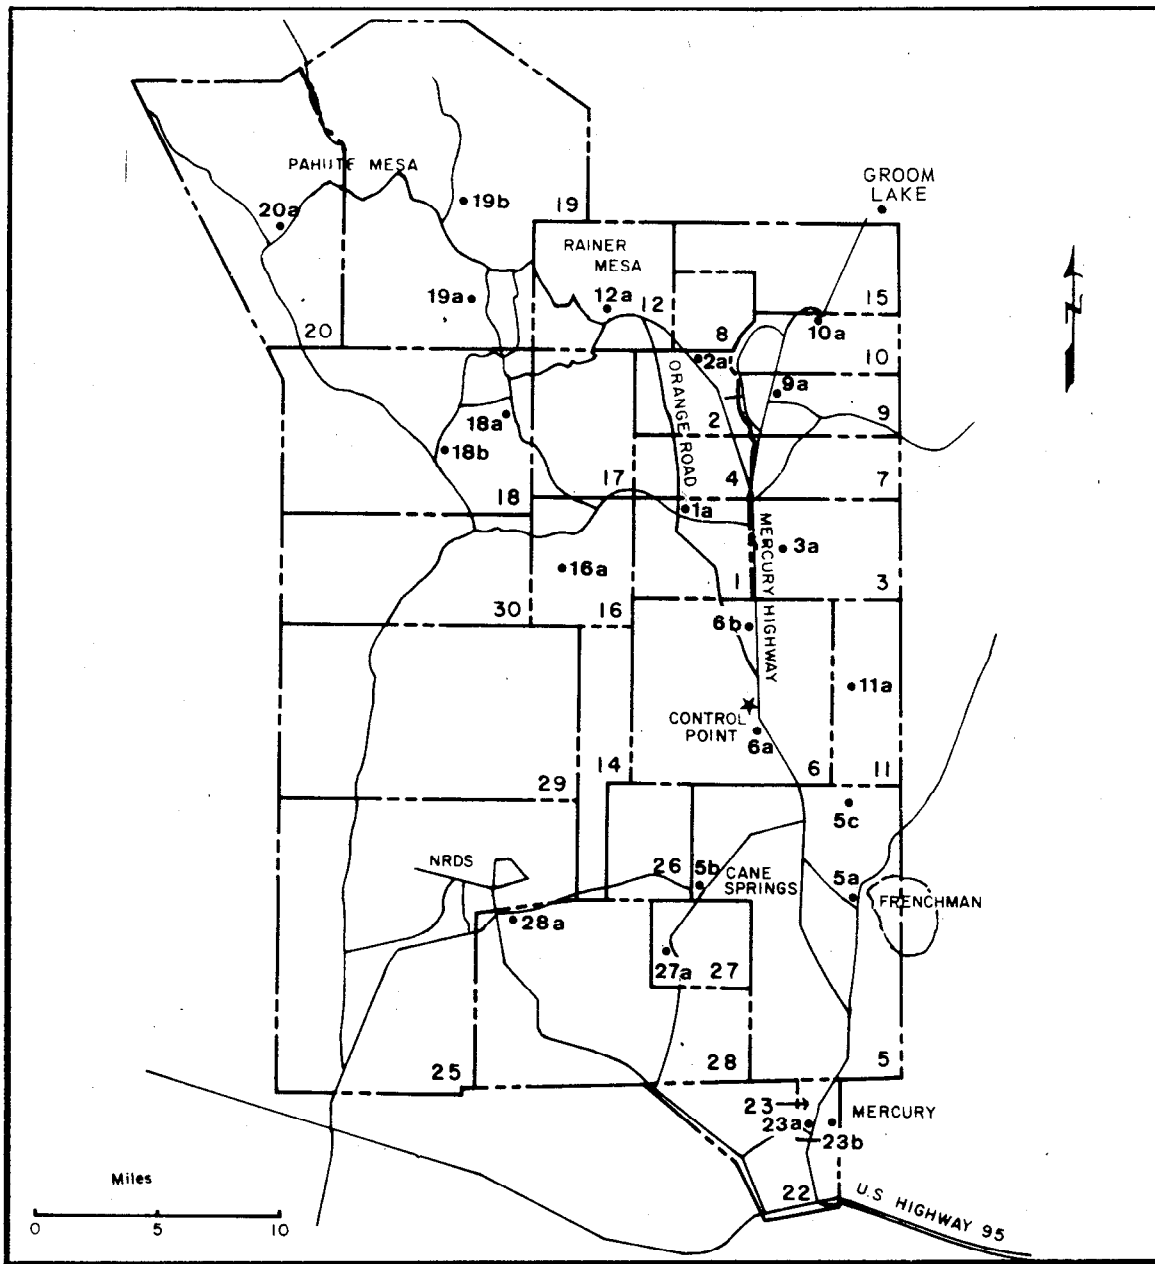 PAHUTE MESA
GROOM
LAKE
19b
19
20a
RAINER
MESA
19a
12a
12
15
20
8
10a
2a
10
ORANGE ROAD
9a
18a
2
9
18b
17
4
7
18
1a
MERCURY HIGHWAY
3a
16a
1
3
30
16
6b
11a
CONTROL
POINT
6a
29
14
6
11
5c
NRDS
26
5b
CANE
SPRINGS
5a
FRENCHMAN
28a
27a
27
25
28
5
23
MERCURY
23a
23b
Miles
22
U.S HIGHWAY 95
0
5
10
N